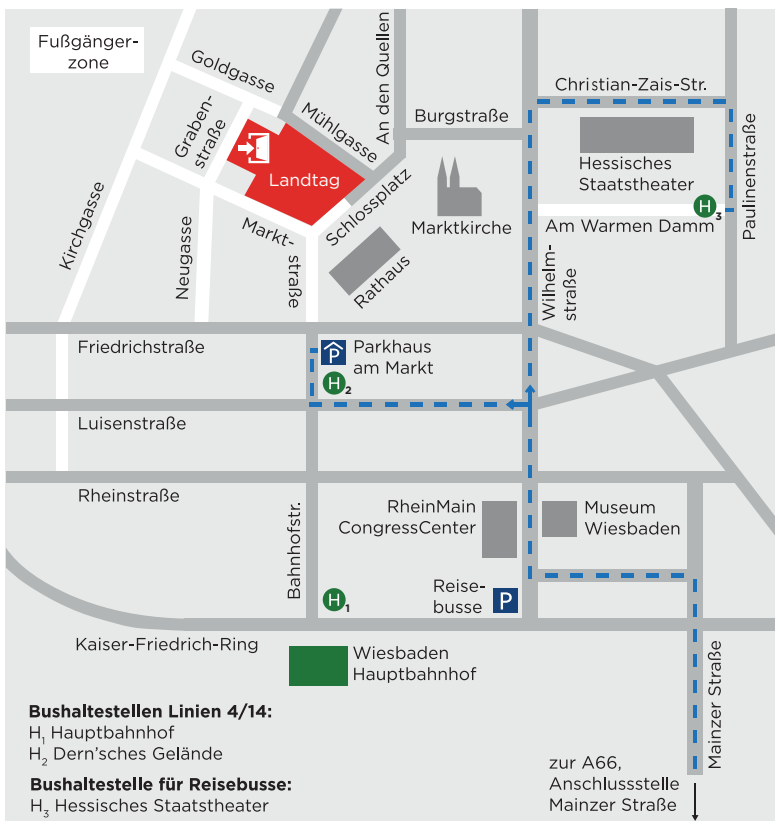 Fußgänger-
zone
Goldgasse
An den Quellen
Christian-Zais-Str.
Graben-
straße
Mühlgasse
Burgstraße
Paulinenstraße
Hessisches
Staatstheater
Landtag
Schlossplatz
Marktkirche
H3
Am Warmen Damm
Kirchgasse
Neugasse
Markt-
straße
Rathaus
Wilhelm-
straße
Friedrichstraße
P
Parkhaus
am Markt
H2
Luisenstraße
Rheinstraße
RheinMain
CongressCenter
Museum
Wiesbaden
Bahnhofstr.
H1
Reise-
busse
P
Kaiser-Friedrich-Ring
Wiesbaden
Hauptbahnhof
Mainzer Straße
Bushaltestellen Linien 4/14:
H1 Hauptbahnhof
H2 Dern'sches Gelände
Bushaltestelle für Reisebusse:
H3 Hessisches Staatstheater
zur A66,
Anschlussstelle
Mainzer Straße